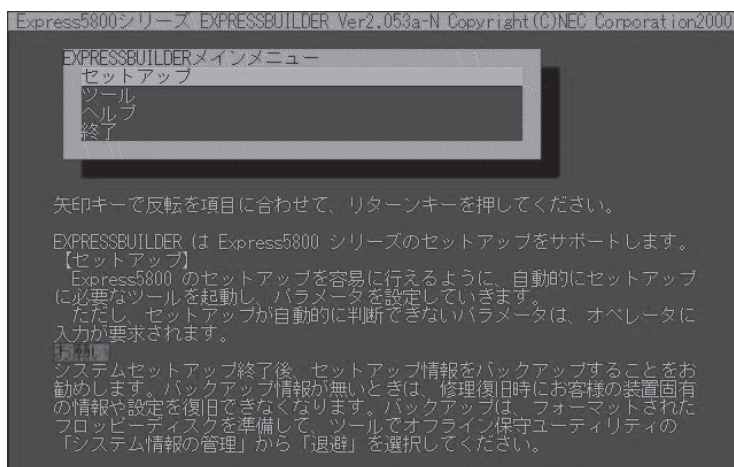 Express5800シリーズ EXPRESSBUILDER Ver2.053a-N Copyright(C)NEC Corporation2000
EXPRESSBUILDERメインメニュー
セットアップ
ツール
ヘルプ
終了
矢印キーで反転を項目に合わせて、リターンキーを押してください。
EXPRESSBUILDER は Express5800 シリーズのセットアップをサポートします。
【セットアップ】
Express5800 のセットアップを容易に行えるように、自動的にセットアップ
に必要なツールを起動し、パラメータを設定していきます。
ただし、セットアップが自動的に判断できないパラメータは、オペレータに
入力が要求されます。
お願い
システムセットアップ終了後、セットアップ情報をバックアップすることをお
勧めします。バックアップ情報が無いときは、修理復旧時にお客様の装置固有
の情報や設定を復旧できなくなります。バックアップは、フォーマットされた
フロッピーディスクを準備して、ツールでオフライン保守ユーティリティの
「システム情報の管理」から「退避」を選択してください。